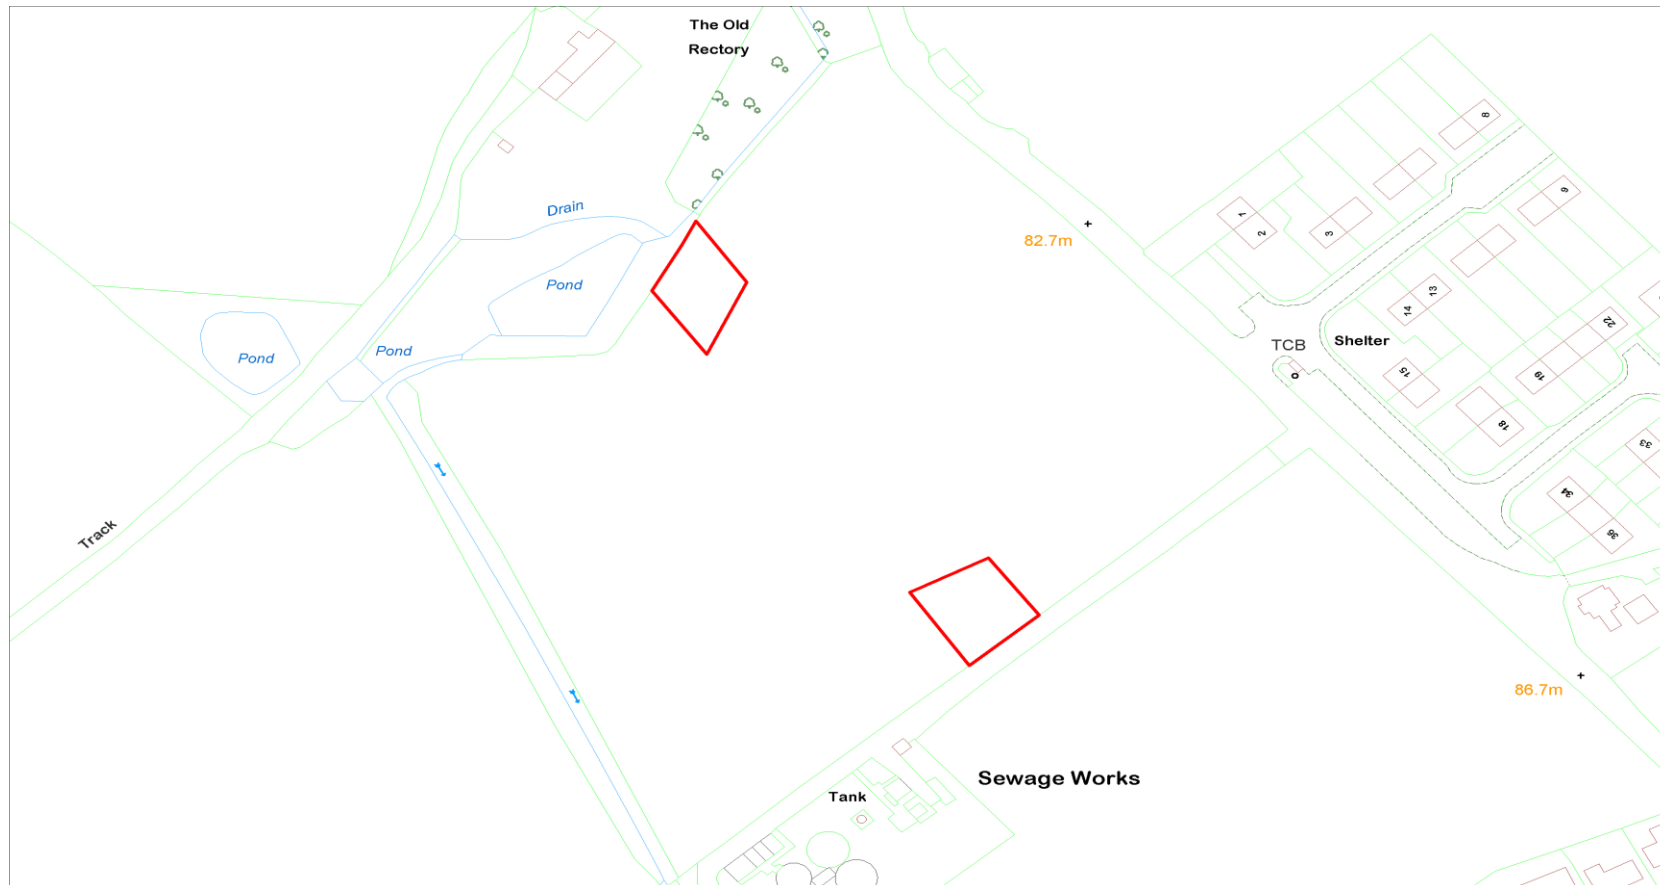 The Old
Rectory
Drain
Pond
Pond
Pond
Track
82.7m
8
9
1
2
3
13
14
TCB
Shelter
22
15
19
18
33
34
36
86.7m
Sewage Works
Tank